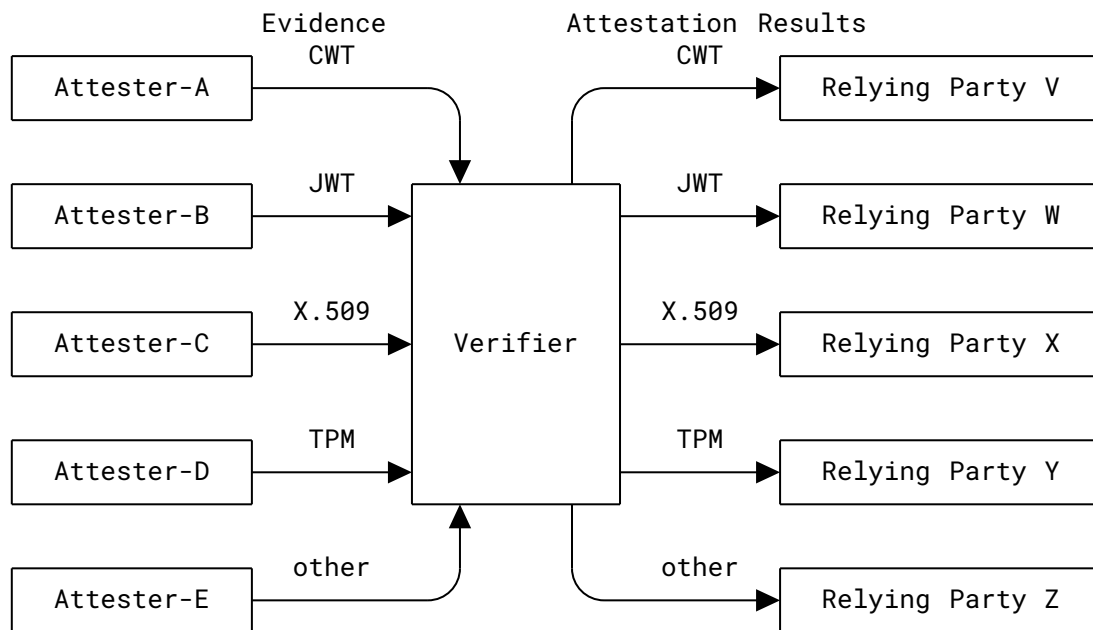 Evidence Attestation Results
CWT CWT
Attester-A Relying Party V
JWT JWT
Attester-B Relying Party W
X.509 X.509
Attester-C Verifier Relying Party X
TPM TPM
Attester-D Relying Party Y
other other
Attester-E Relying Party Z